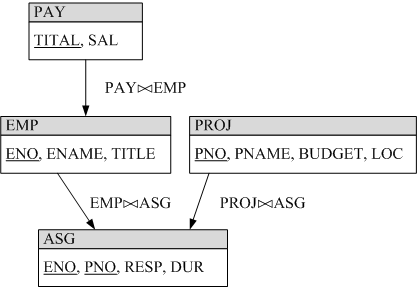 PAY
TITAL, SAL
PAY⋈EMP
EMP
ENO, ENAME, TITLE
PROJ
PNO, PNAME, BUDGET, LOC
EMP⋈ASG
PROJ⋈ASG
ASG
ENO, PNO, RESP, DUR